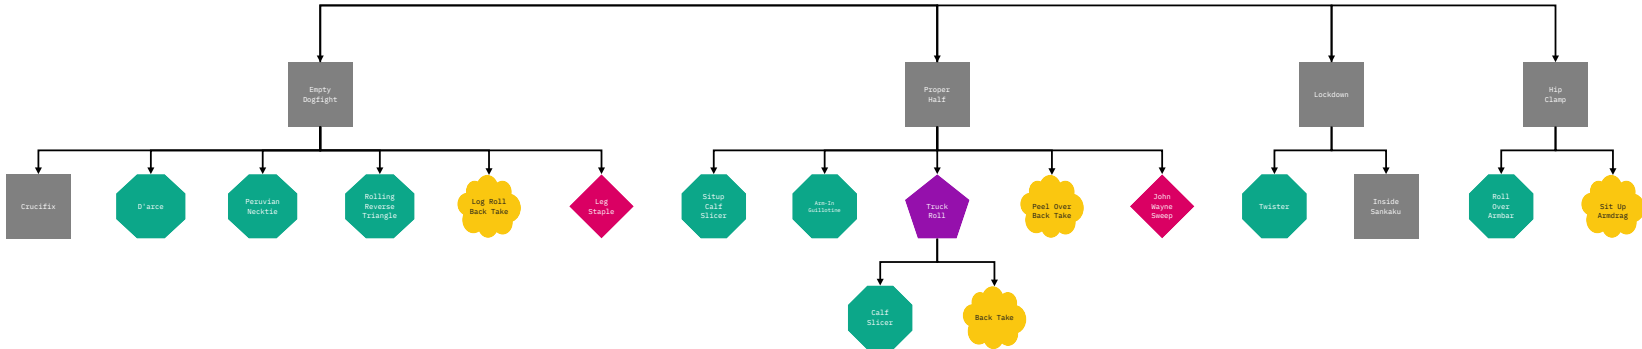 Empty
Dogfight
Proper
Half
Lockdown
Hip
Clamp
Crucifix
D'arce
Peruvian
Necktie
Rolling
Reverse
Triangle
Log Roll
Back Take
Leg
Staple
Situp
Calf
Slicer
Arm-In
Guillotine
Truck
Roll
Peel Over
Back Take
John
Wayne
Sweep
Twister
Inside
Sankaku
Roll
Over
Armbar
Sit Up
Armdrag
Calf
Slicer
Back Take